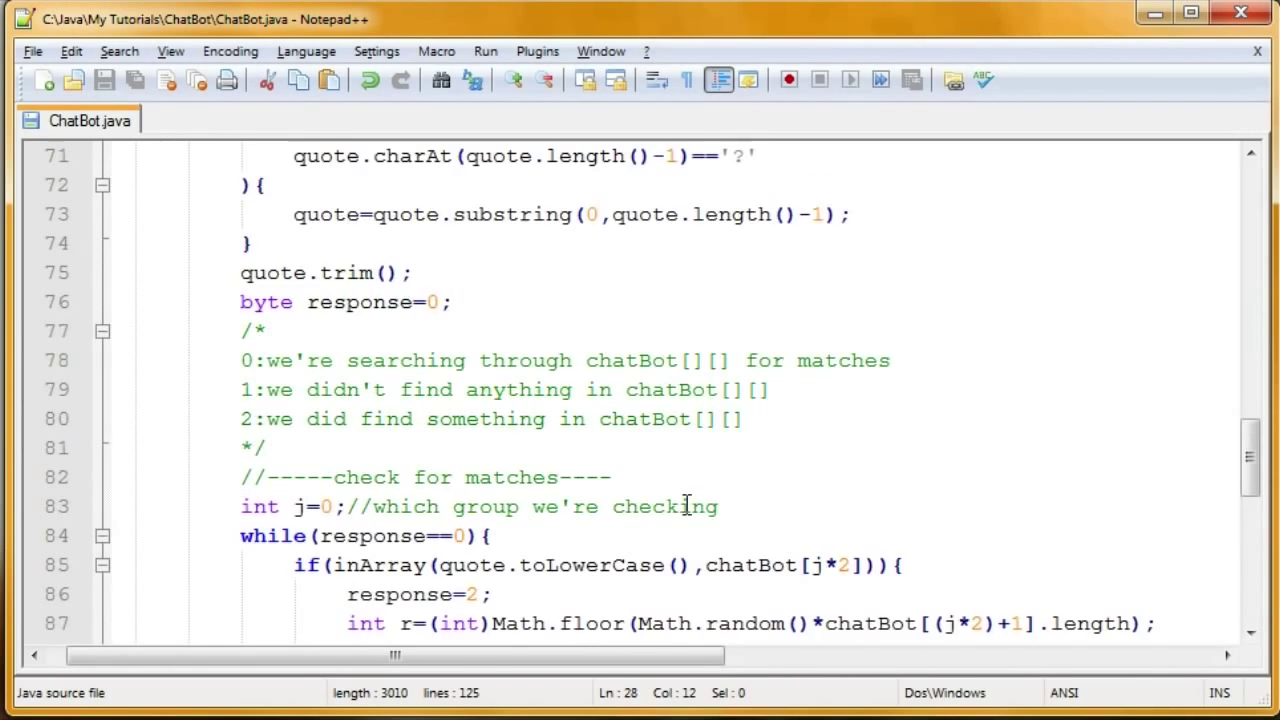 C:\Java\My Tutorials\ChatBot\ChatBot.java - Notepad++
File Edit Search View Encoding Language Settings Macro Run Plugins Window ? X
ABC
ChatBot.java
71 quote.charAt(quote.length()-1)=='?'
72 ){
73 quote=quote.substring(0,quote.length()-1);
74 }
75 quote.trim();
76 byte response=0;
77 /*
78 0:we're searching through chatBot[][] for matches
79 1:we didn't find anything in chatBot[][]
80 2:we did find something in chatBot[][]
81 */
82 //-----check for matches----
83 int j=0;//which group we're checking
84 while(response==0){
85 if(inArray(quote.toLowerCase(),chatBot[j*2])){
86 response=2;
87 int r=(int)Math.floor(Math.random()*chatBot[(j*2)+1].length);
Java source file length : 3010 lines : 125 Ln : 28 Col : 12 Sel : 0 Dos\Windows ANSI INS